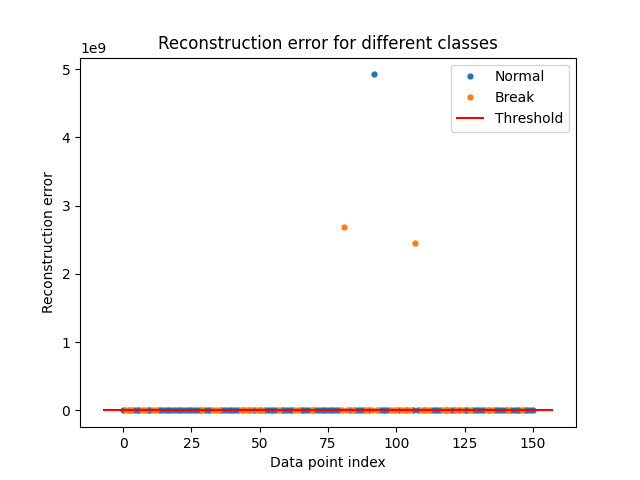 Reconstruction error for different classes
1e9
Normal
Break
Threshold
5
4
3
2
1
0
Reconstruction error
0 25 50 75 100 125 150
Data point index